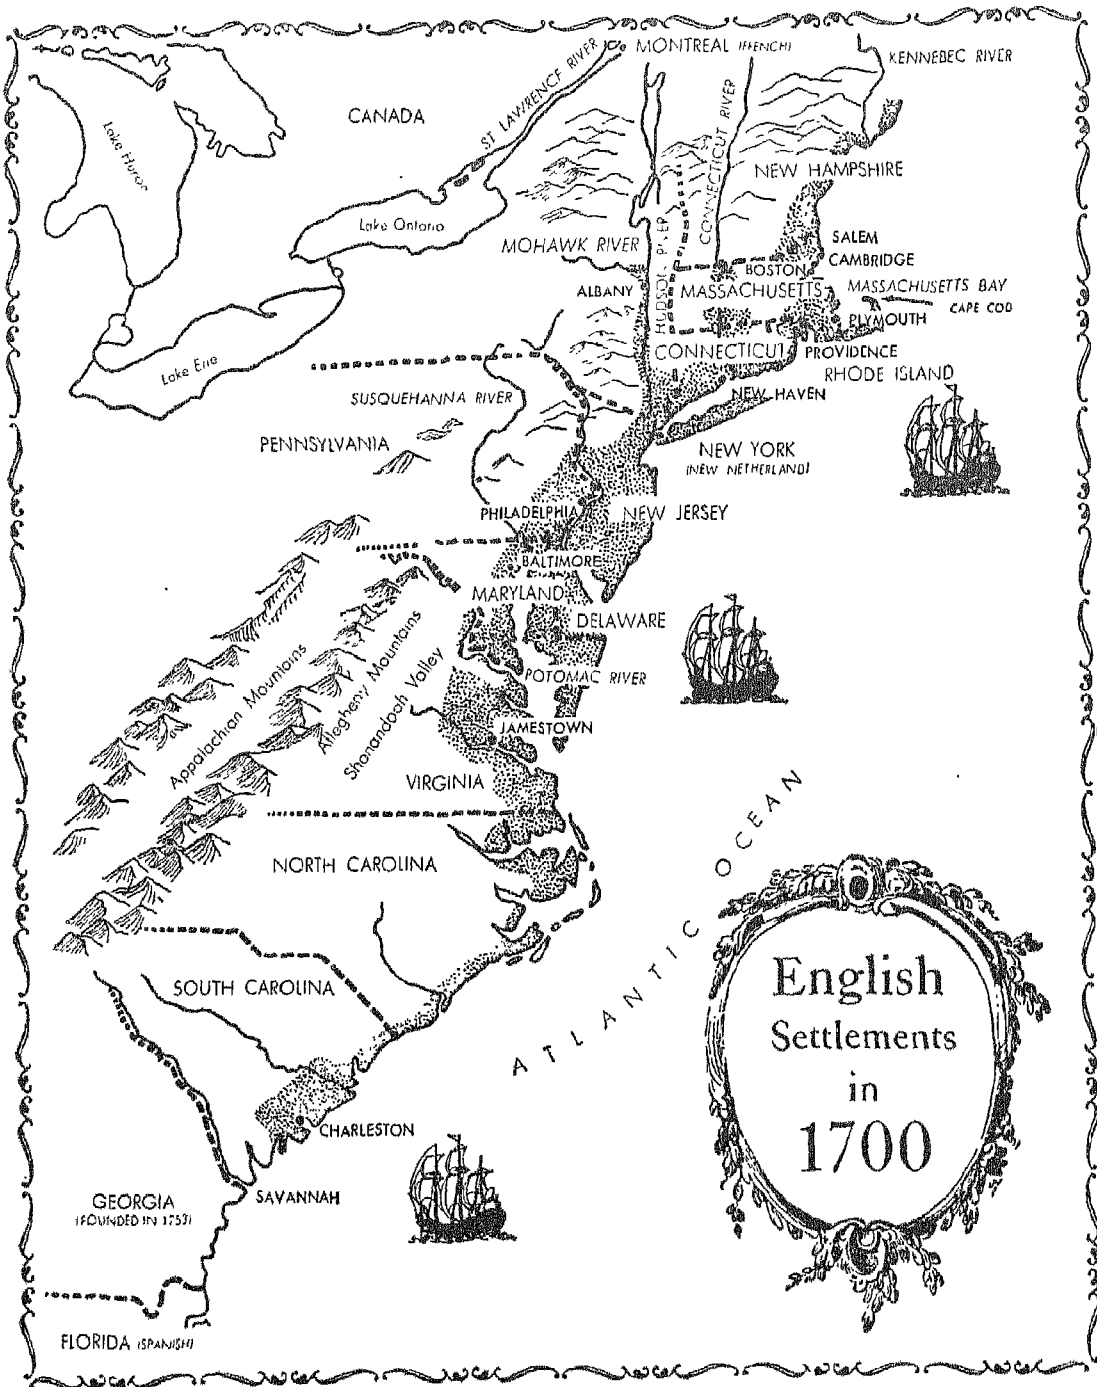 MONTREAL (FFENCH)
KENNEBEC RIVER
ST LAWRENCE RIVER
CANADA
CONNECTICUT RIVER
Lake Huron
NEW HAMPSHIRE
Lake Ontario
MOHAWK RIVER
HUDSON RIVER
SALEM
CAMBRIDGE
BOSTON
ALBANY
MASSACHUSETTS
MASSACHUSETTS BAY
CAPE COD
PLYMOUTH
CONNECTICUT
PROVIDENCE
RHODE ISLAND
Lake Erie
SUSQUEHANNA RIVER
NEW HAVEN
PENNSYLVANIA
NEW YORK
(NEW NETHERLAND)
PHILADELPHIA
NEW JERSEY
BALTIMORE
MARYLAND
DELAWARE
Appalachian Mountains
Allegheny Mountains
Shanandoah Valley
POTOMAC RIVER
JAMESTOWN
VIRGINIA
NORTH CAROLINA
ATLANTIC OCEAN
SOUTH CAROLINA
English
Settlements
in
1700
CHARLESTON
GEORGIA
(FOUNDED IN 1753)
SAVANNAH
FLORIDA (SPANISH)